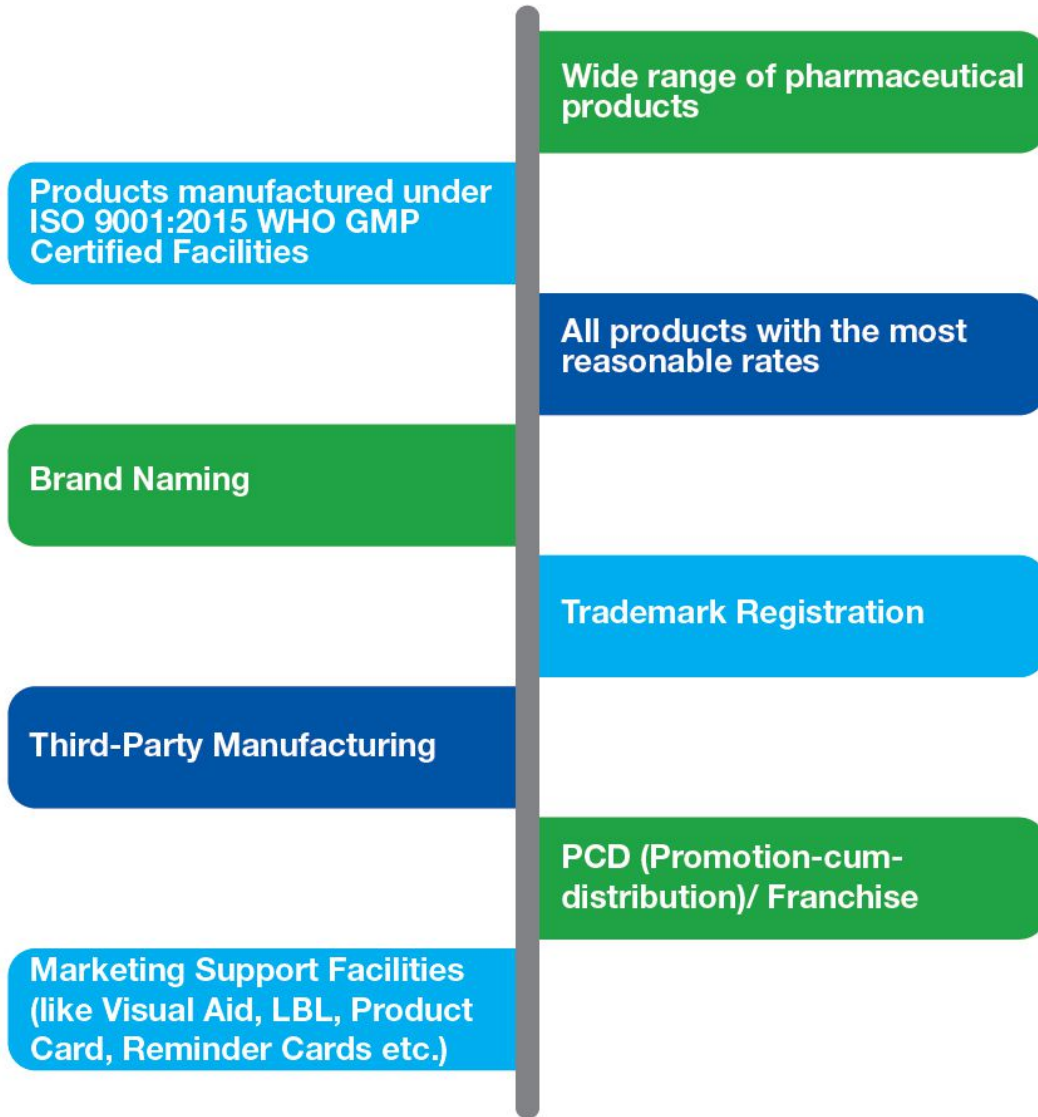 Wide range of pharmaceutical
products
Products manufactured under
ISO 9001:2015 WHO GMP
Certified Facilities
All products with the most
reasonable rates
Brand Naming
Trademark Registration
Third-Party Manufacturing
PCD (Promotion-cum-
distribution)/ Franchise
Marketing Support Facilities
(like Visual Aid, LBL, Product
Card, Reminder Cards etc.)